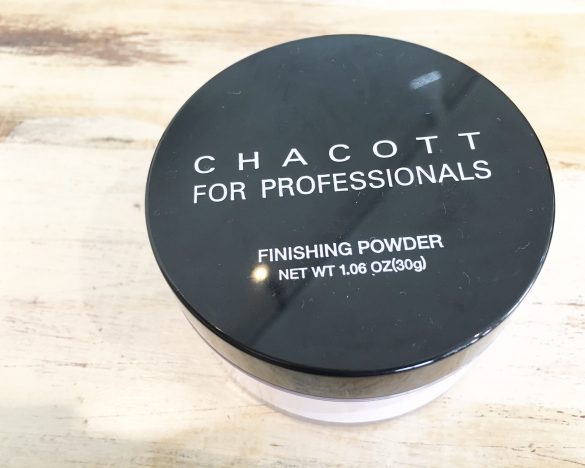 CHACOTT
FOR PROFESSIONALS
FINISHING POWDER
NET WT 1.06 OZ(30g)